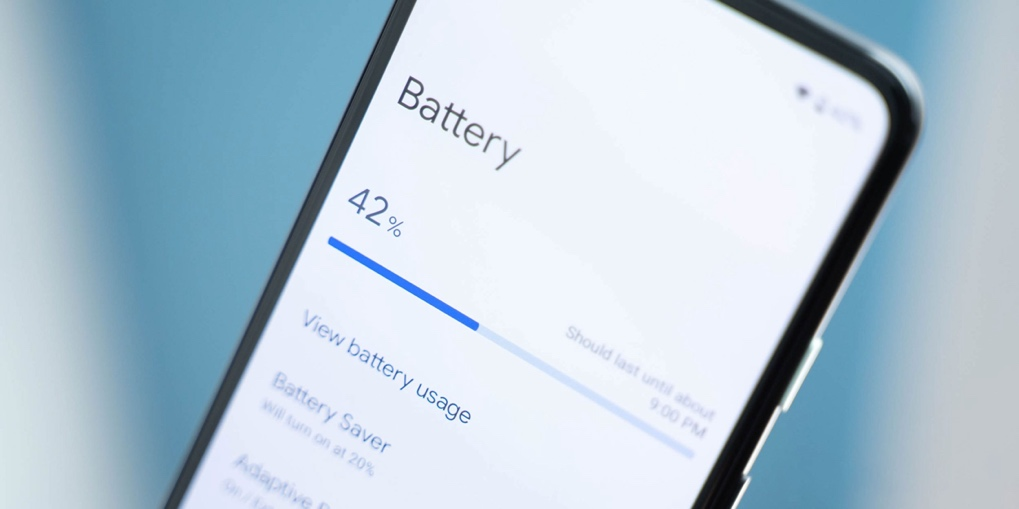 Battery
42%
Should last until about
9:00 PM
View battery usage
Battery Saver
Will turn on at 20%
Adaptive